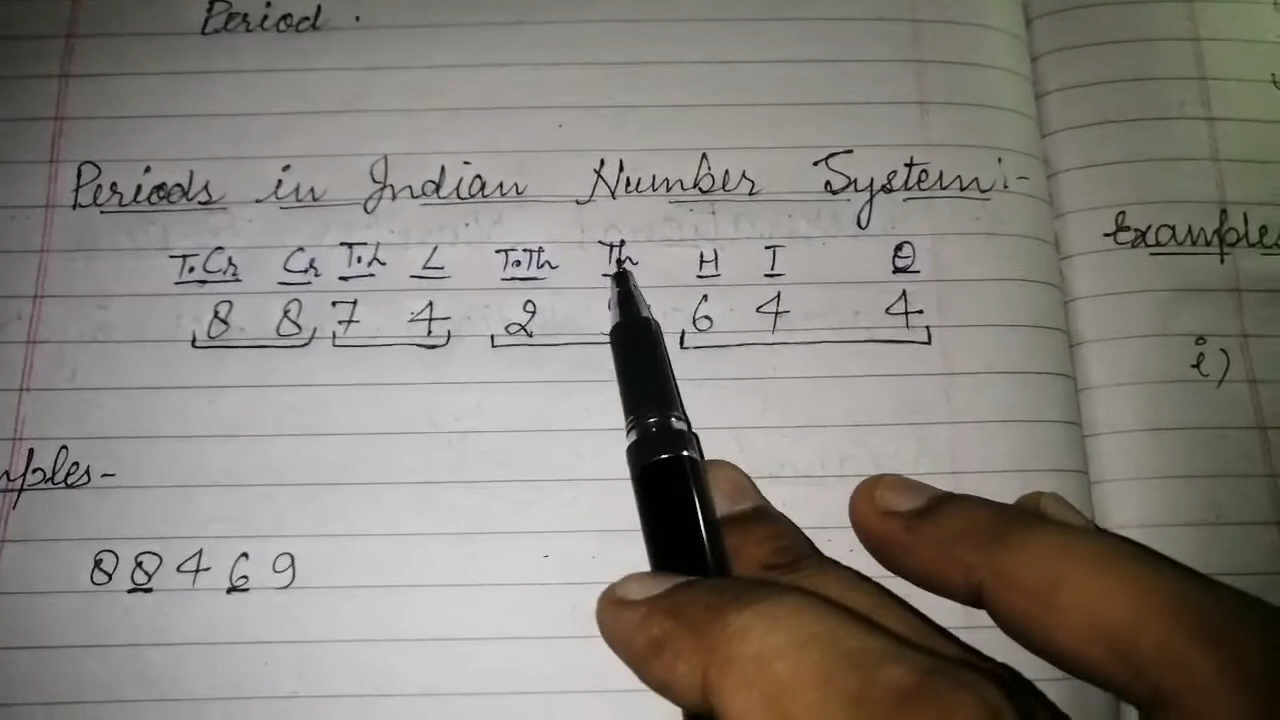 Period.
Periods in Indian Number System:-
T.Cr Cr T.L L T.Th Th H T O
8 8, 7 4 2 6 4 4
Examples
i)
mples-
88469